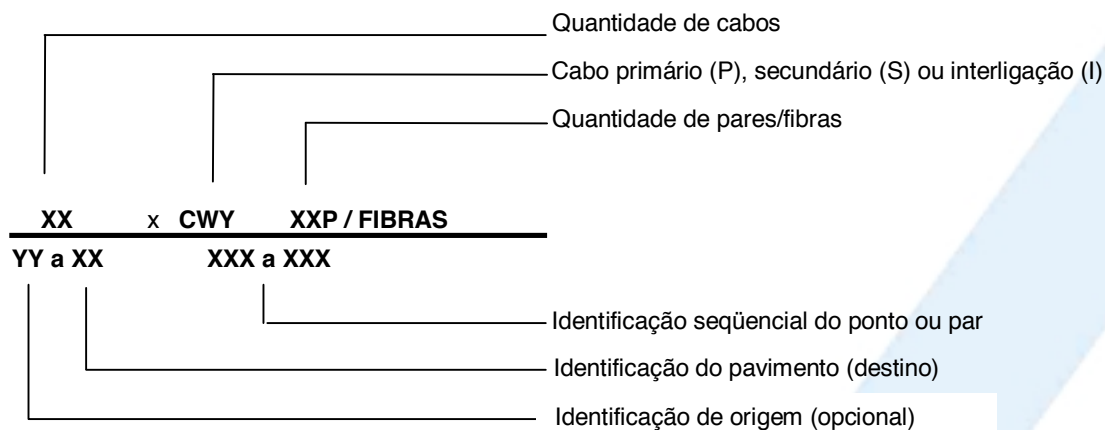 Quantidade de cabos
Cabo primário (P), secundário (S) ou interligação (I)
Quantidade de pares/fibras
XX x CWY XXP / FIBRAS
YY a XX XXX a XXX
Identificação seqüencial do ponto ou par
Identificação do pavimento (destino)
Identificação de origem (opcional)